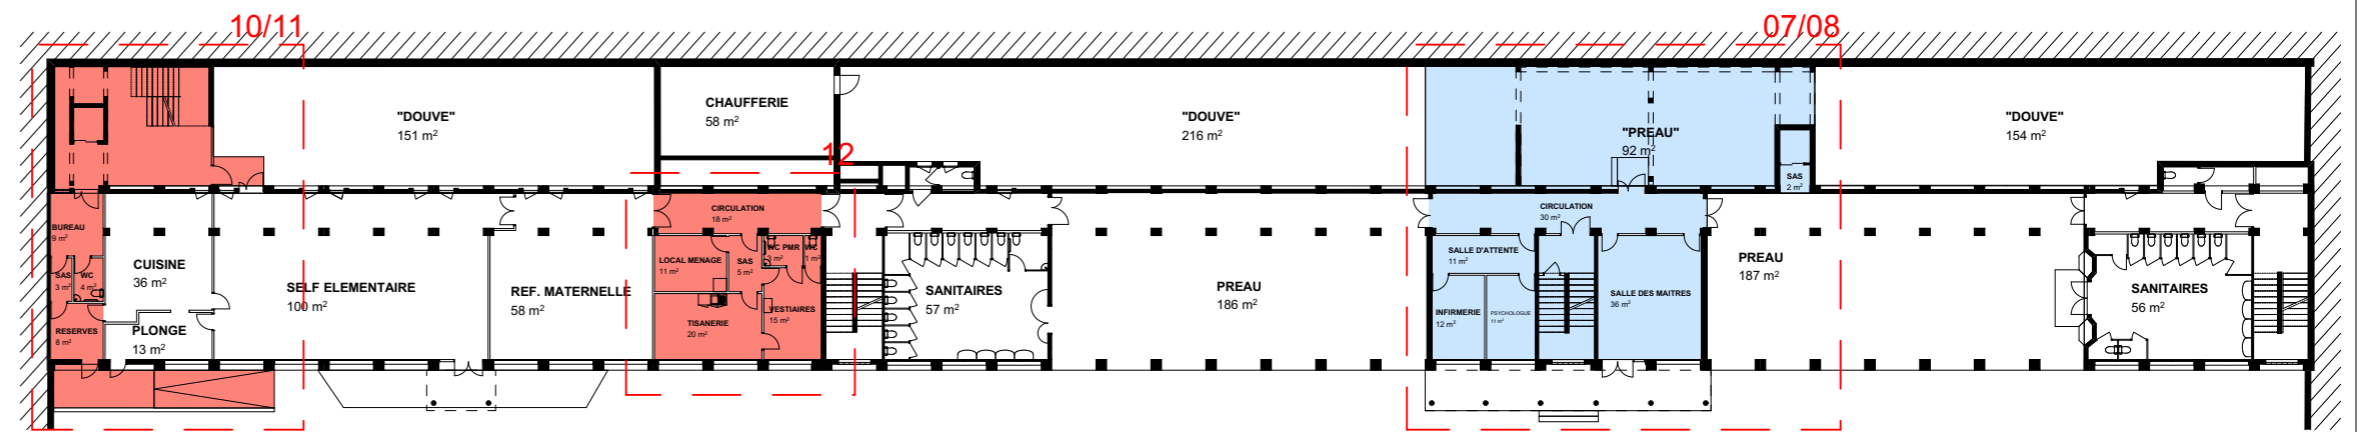 10/11
07/08
"DOUVE"
151 m²
CHAUFFERIE
58 m²
"DOUVE"
216 m²
"PREAU"
92 m²
"DOUVE"
154 m²
12
SAS
2 m²
BUREAU
9 m²
SAS
3 m²
WC
4 m²
RESERVES
8 m²
CUISINE
36 m²
PLONGE
13 m²
SELF ELEMENTAIRE
100 m²
REF. MATERNELLE
58 m²
CIRCULATION
18 m²
LOCAL MENAGE
11 m²
SAS
5 m²
WC PMR
3 m²
WC
1 m²
TISANERIE
20 m²
VESTIAIRES
15 m²
SANITAIRES
57 m²
PREAU
186 m²
CIRCULATION
30 m²
SALLE D'ATTENTE
11 m²
INFIRMERIE
12 m²
PSYCHOLOGUE
11 m²
SALLE DES MAITRES
36 m²
PREAU
187 m²
SANITAIRES
56 m²